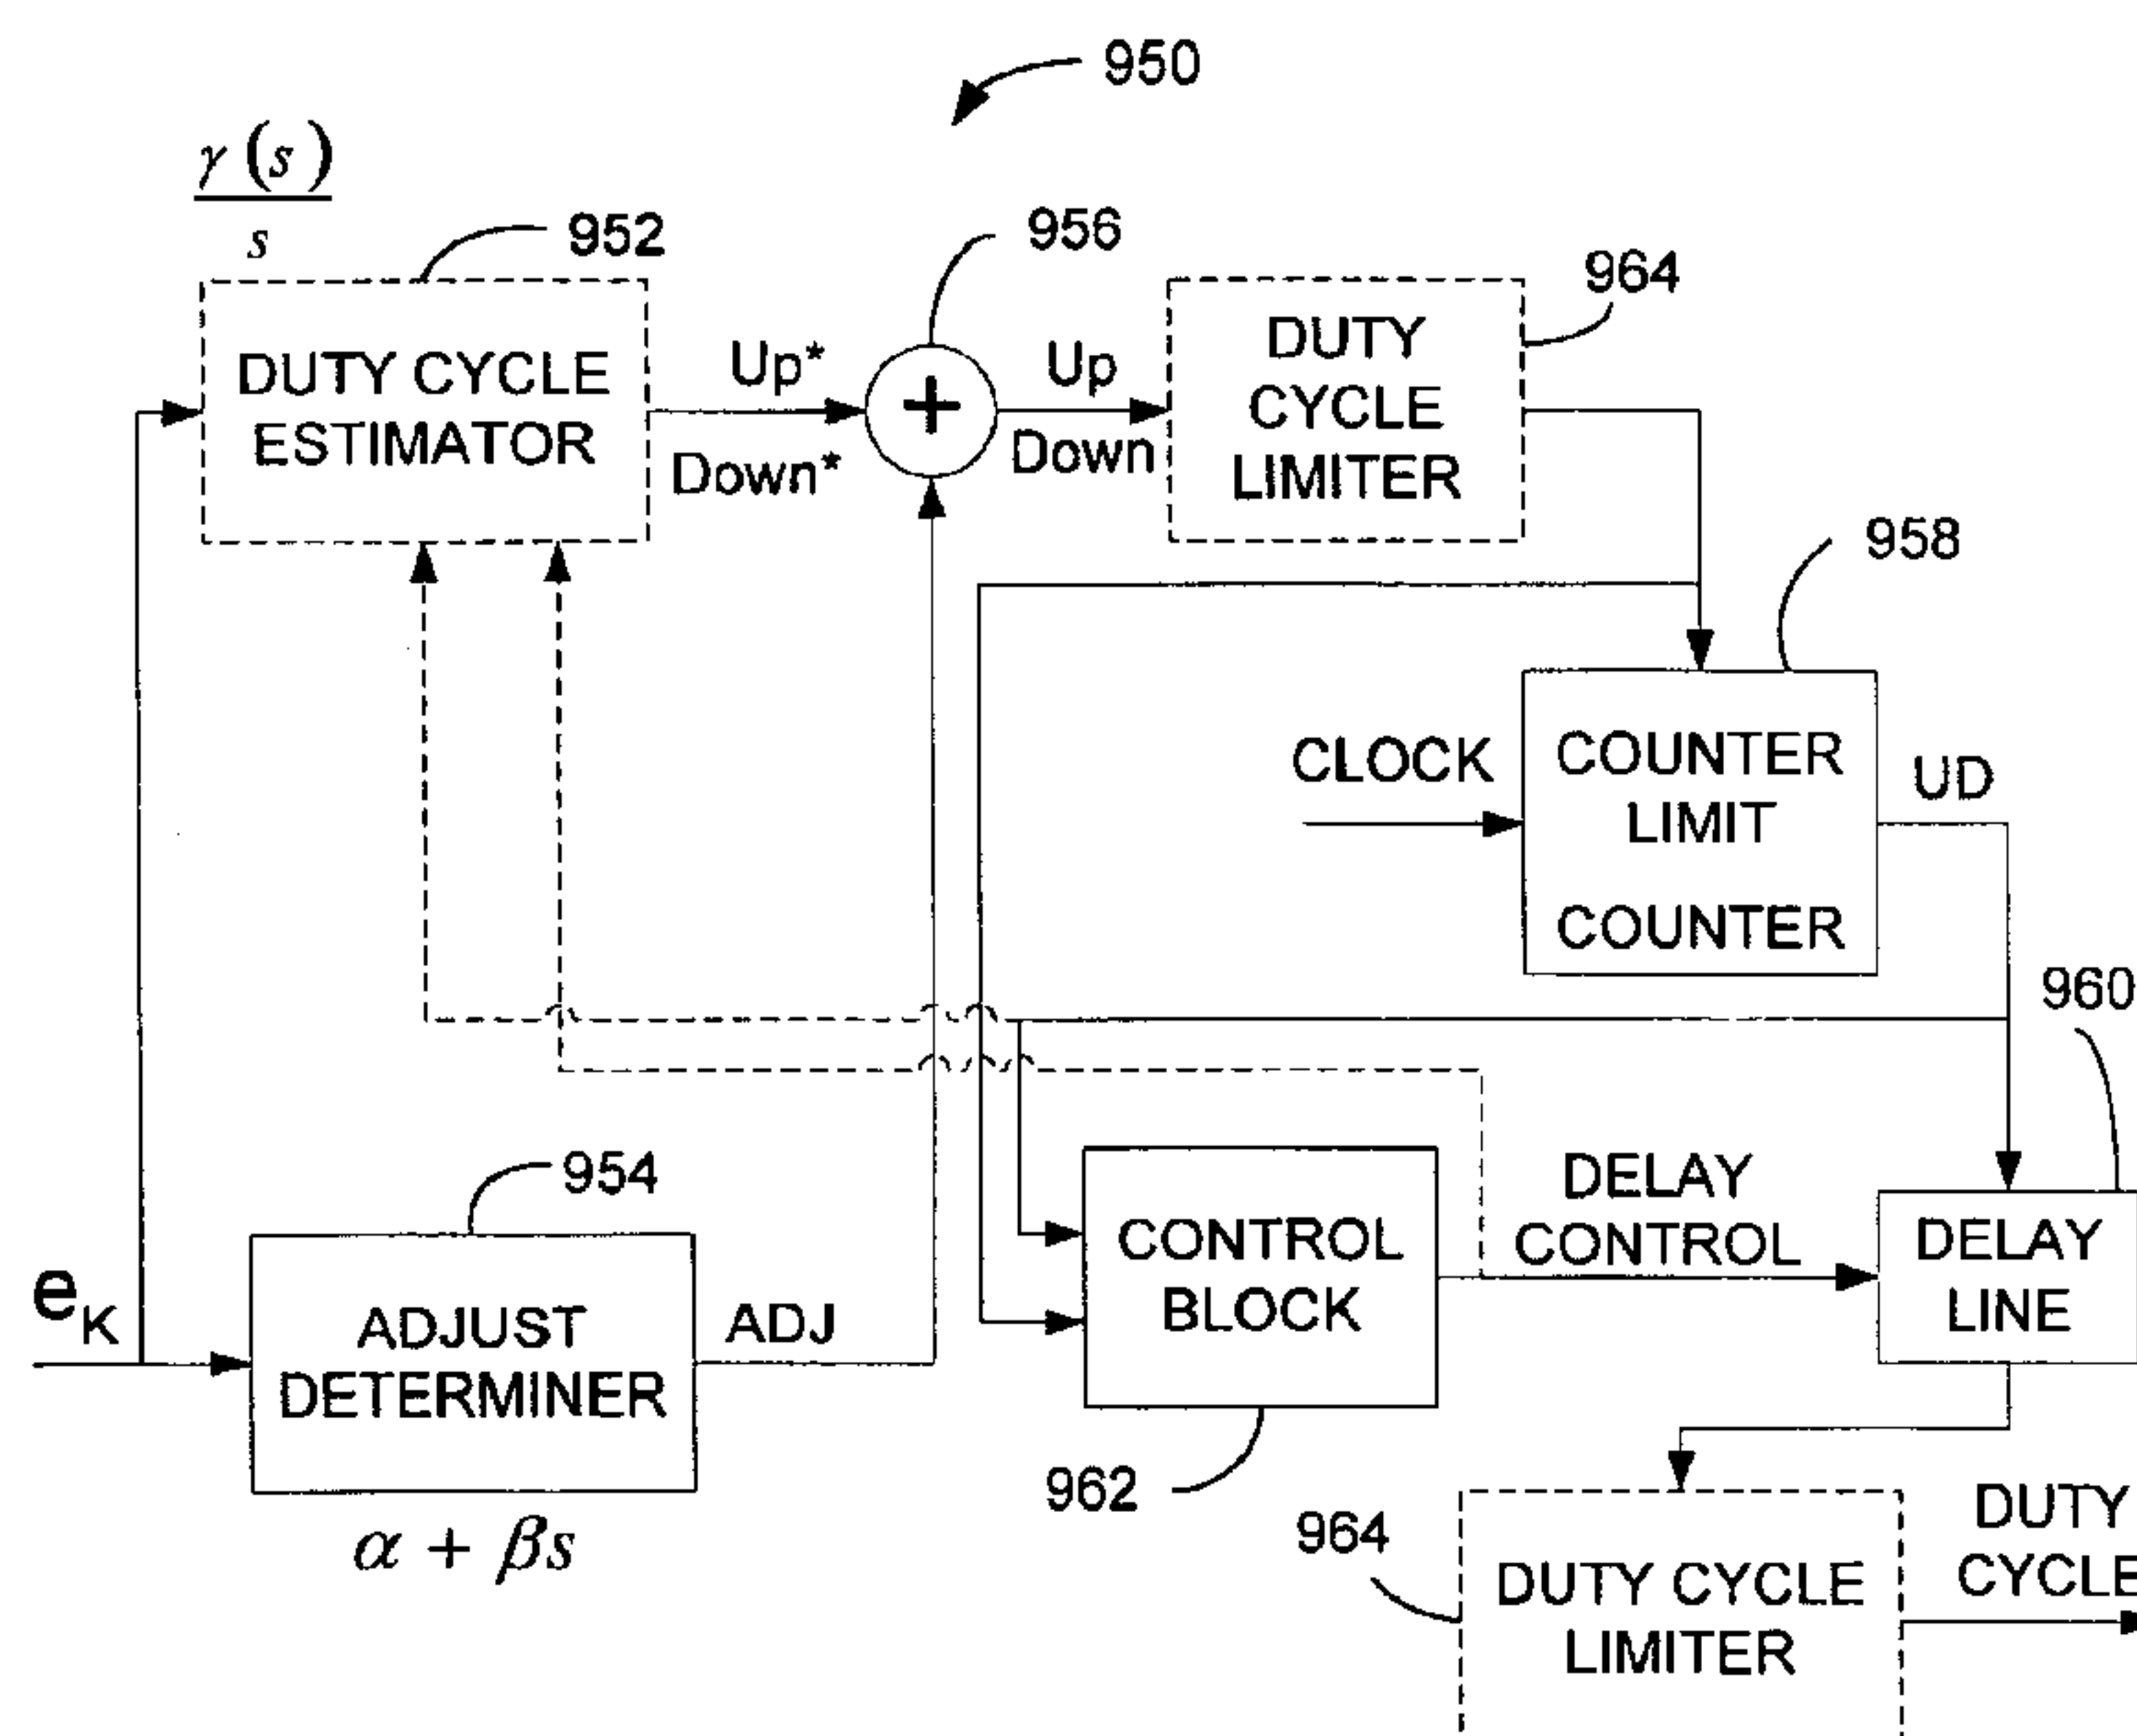 950
γ (s)
s
952
956
964
DUTY CYCLE
ESTIMATOR
Up*
Down*
+
Up
Down
DUTY
CYCLE
LIMITER
958
CLOCK
COUNTER
LIMIT
COUNTER
UD
960
954
e_K
ADJUST
DETERMINER
ADJ
α + βs
CONTROL
BLOCK
962
DELAY
CONTROL
DELAY
LINE
964
DUTY CYCLE
LIMITER
DUTY
CYCLE